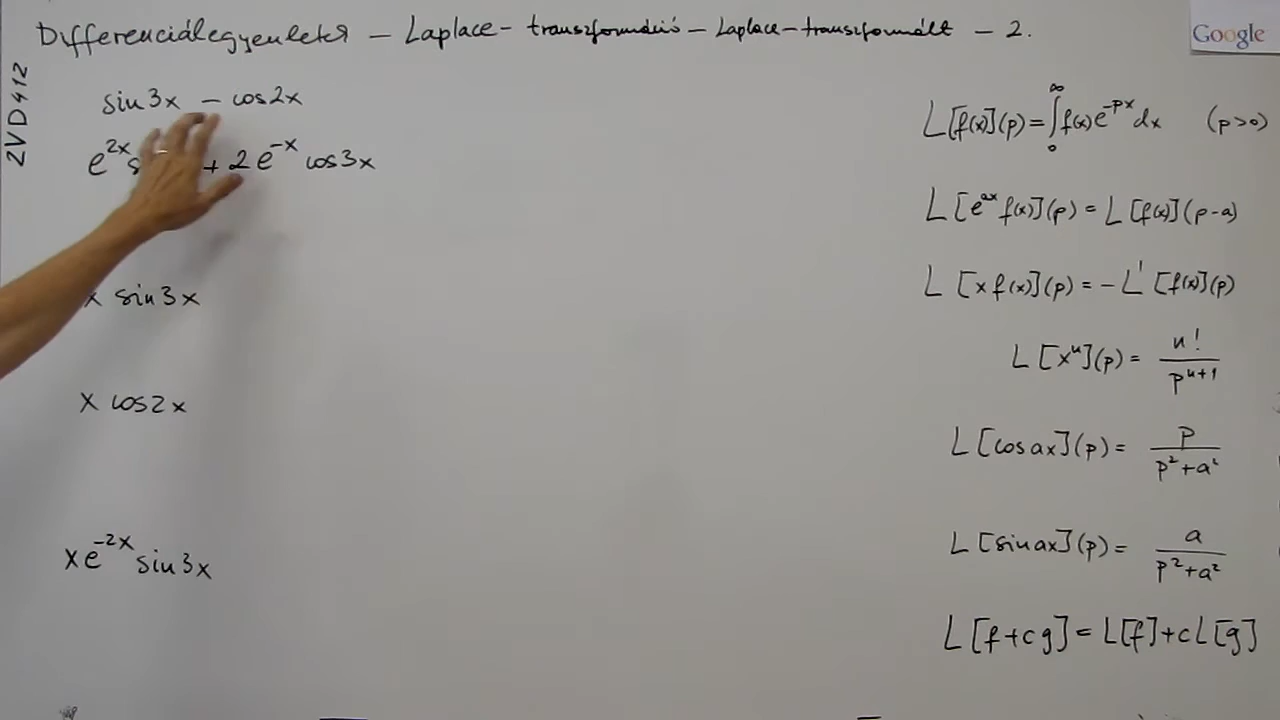 Differenciálegyenletek – Laplace-transzformáció – Laplace-transzformált – 2.
Google
2VD412
sin3x – cos2x
e^{2x} s + 2e^{-x} cos3x
x sin3x
x cos2x
xe^{-2x} sin3x
L[f(x)](p) = ∫_0^∞ f(x)e^{-px}dx (p>0)
L[e^{ax} f(x)](p) = L[f(x)](p-a)
L[x f(x)](p) = -L'[f(x)](p)
L[x^n](p) = n!/p^{n+1}
L[cos ax](p) = p/(p²+a²)
L[sin ax](p) = a/(p²+a²)
L[f+cg] = L[f]+cL[g]